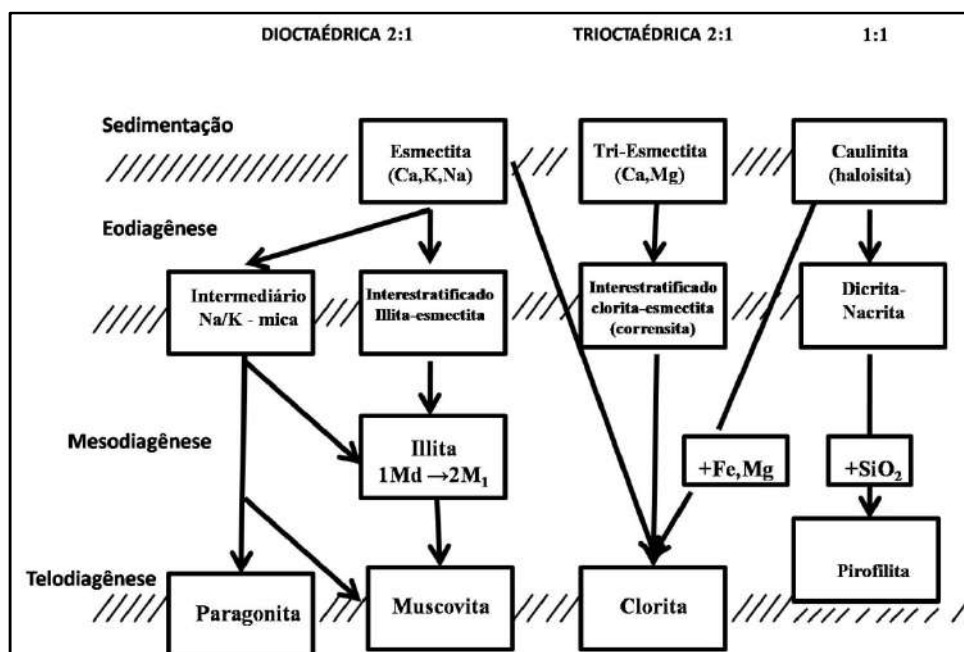 DIOCTAÉDRICA 2:1
TRIOCTAÉDRICA 2:1
1:1
Sedimentação
Esmectita
(Ca,K,Na)
Tri-Esmectita
(Ca,Mg)
Caulinita
(haloisita)
Eodiagênese
Intermediário
Na/K - mica
Interestratificado
Illita-esmectita
Interestratificado
clorita-esmectita
(corrensita)
Dicrita-
Nacrita
Mesodiagênese
Illita
1Md →2M₁
+Fe,Mg
+SiO₂
Telodiagênese
Paragonita
Muscovita
Clorita
Pirofilita